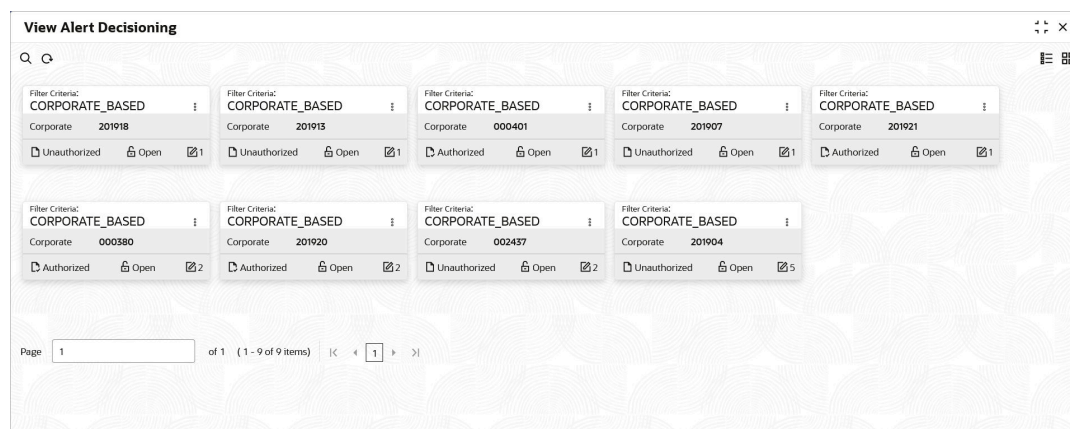 View Alert Decisioning
Filter Criteria:
CORPORATE_BASED
Corporate 201918
Unauthorized Open 1
Filter Criteria:
CORPORATE_BASED
Corporate 201913
Unauthorized Open 1
Filter Criteria:
CORPORATE_BASED
Corporate 000401
Authorized Open 1
Filter Criteria:
CORPORATE_BASED
Corporate 201907
Unauthorized Open 1
Filter Criteria:
CORPORATE_BASED
Corporate 201921
Authorized Open 1
Filter Criteria:
CORPORATE_BASED
Corporate 000380
Authorized Open 2
Filter Criteria:
CORPORATE_BASED
Corporate 201920
Authorized Open 2
Filter Criteria:
CORPORATE_BASED
Corporate 002437
Unauthorized Open 2
Filter Criteria:
CORPORATE_BASED
Corporate 201904
Unauthorized Open 5
Page 1 of 1 ( 1 - 9 of 9 items) 1